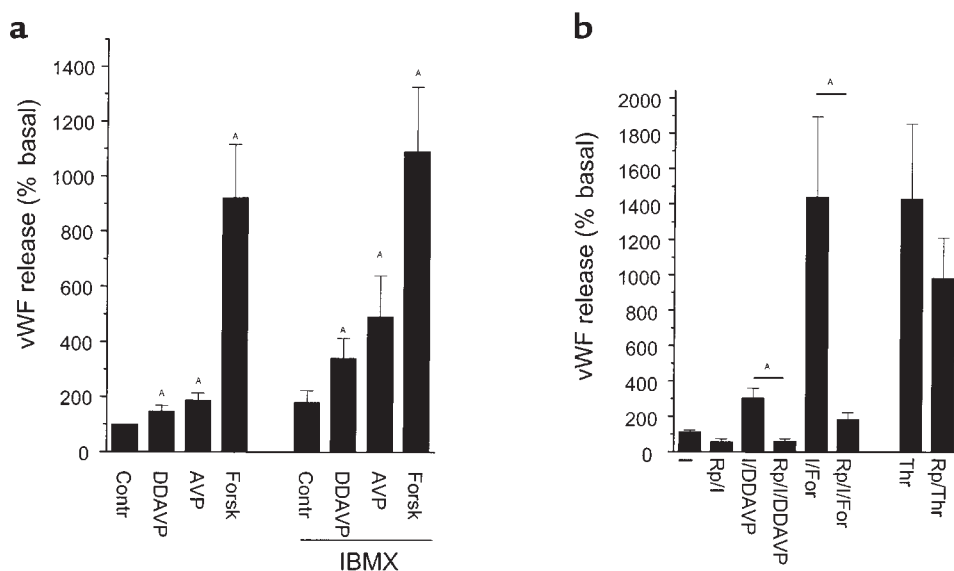 a
vWF release (% basal)
1400
1200
1000
800
600
400
200
0
A
A
A
A
A
A
Contr
DDAVP
AVP
Forsk
Contr
DDAVP
AVP
Forsk
IBMX
b
vWF release (% basal)
2000
1800
1600
1400
1200
1000
800
600
400
200
0
A
A
I
Rp/I
I/DDAVP
Rp/I/DDAVP
I/For
Rp/I/For
Thr
Rp/Thr